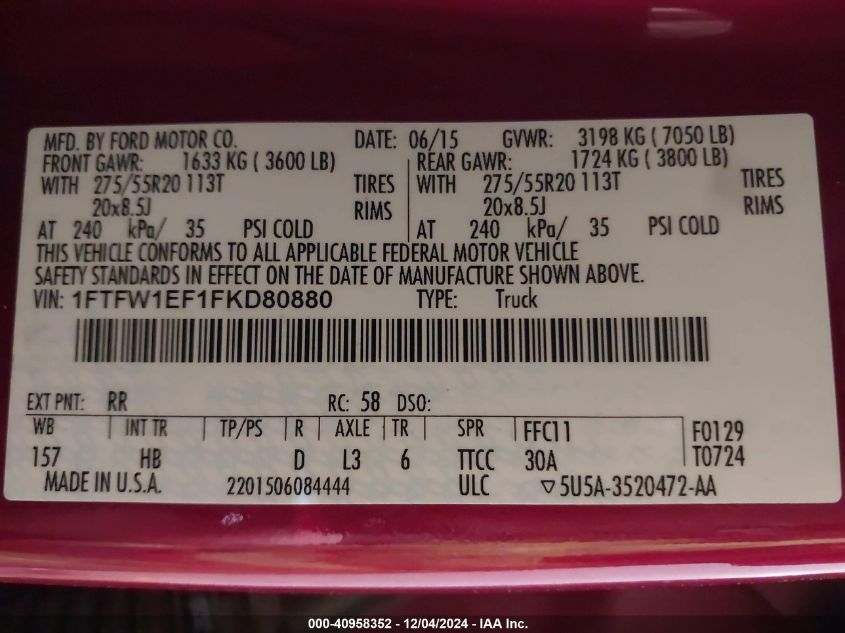 MFD. BY FORD MOTOR CO. DATE: 06/15 GVWR: 3198 KG ( 7050 LB)
FRONT GAWR: 1633 KG ( 3600 LB) REAR GAWR: 1724 KG ( 3800 LB)
WITH 275/55R20 113T TIRES WITH 275/55R20 113T TIRES
20x8.5J RIMS 20x8.5J RIMS
AT 240 kPa/ 35 PSI COLD AT 240 kPa/ 35 PSI COLD
THIS VEHICLE CONFORMS TO ALL APPLICABLE FEDERAL MOTOR VEHICLE
SAFETY STANDARDS IN EFFECT ON THE DATE OF MANUFACTURE SHOWN ABOVE.
VIN: 1FTFW1EF1FKD80880 TYPE: Truck
EXT PNT: RR RC: 58 DSO:
WB INT TR TP/PS R AXLE TR SPR FFC11 F0129
157 HB D L3 6 TTCC 30A T0724
MADE IN U.S.A. 2201506084444 ULC ▽5U5A-3520472-AA
000-40958352 - 12/04/2024 - IAA Inc.